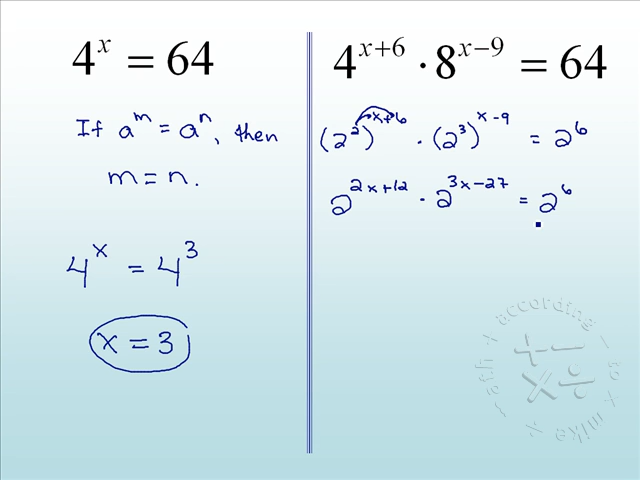 4^x = 64
If a^m = a^n, then
m = n.
4^x = 4^3
x = 3
4^(x+6) · 8^(x−9) = 64
(2^2)^(x+6) · (2^3)^(x−9) = 2^6
2^(2x+12) · 2^(3x−27) = 2^6
math x according to x mike
+ − × ÷